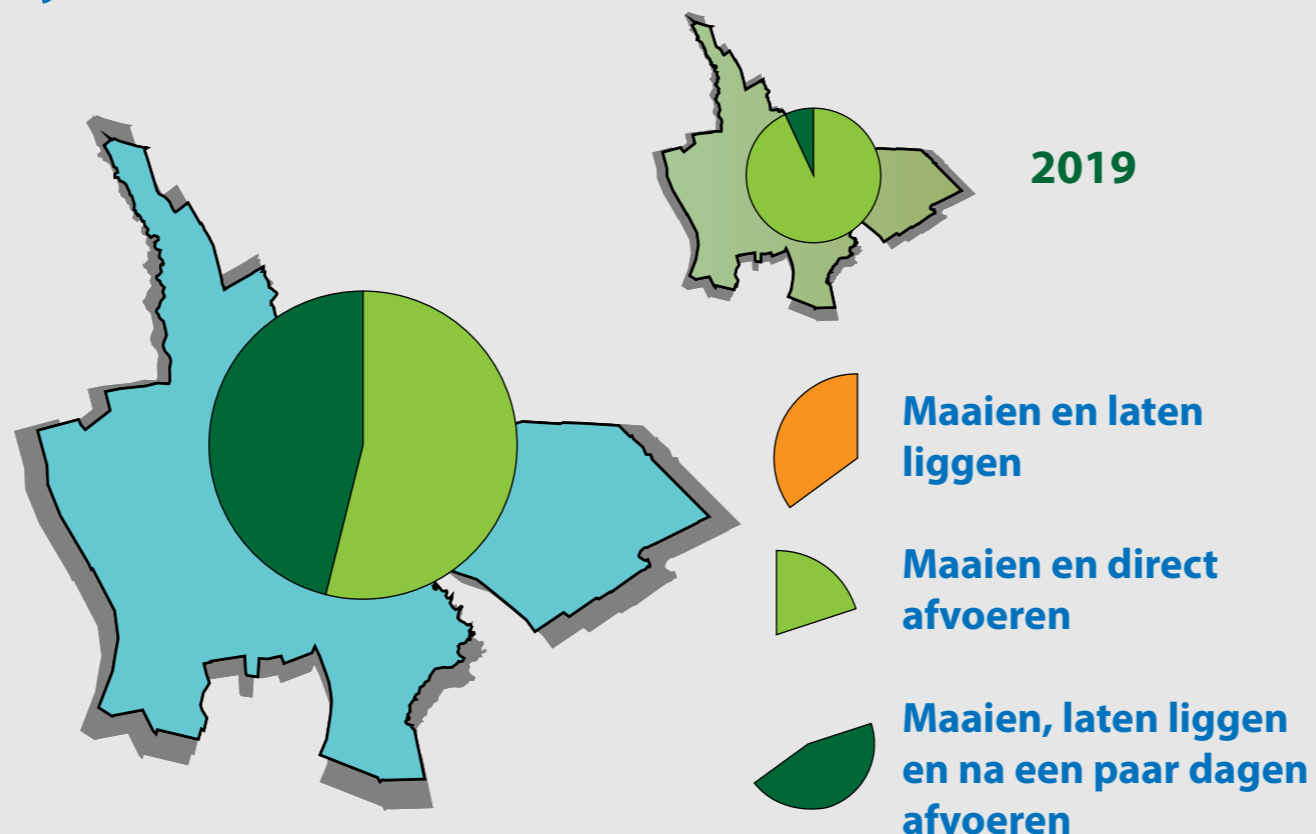 2019
Maaien en laten
liggen
Maaien en direct
afvoeren
Maaien, laten liggen
en na een paar dagen
afvoeren